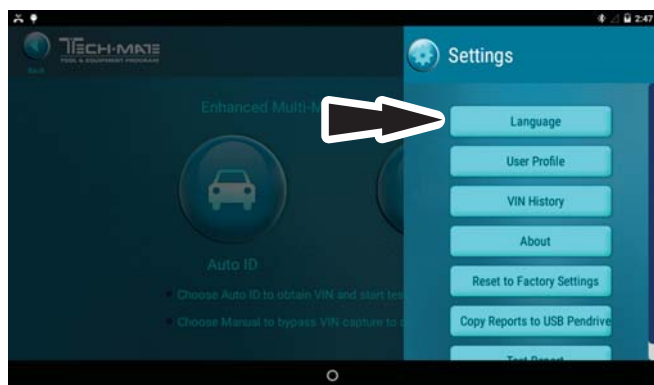 2:47
TECH-MATE
TOOL & EQUIPMENT PROGRAM
Back
Settings
Enhanced Multi-M
Auto ID
Choose Auto ID to obtain VIN and start tes
Choose Manual to bypass VIN capture to
Language
User Profile
VIN History
About
Reset to Factory Settings
Copy Reports to USB Pendrive
Test Report